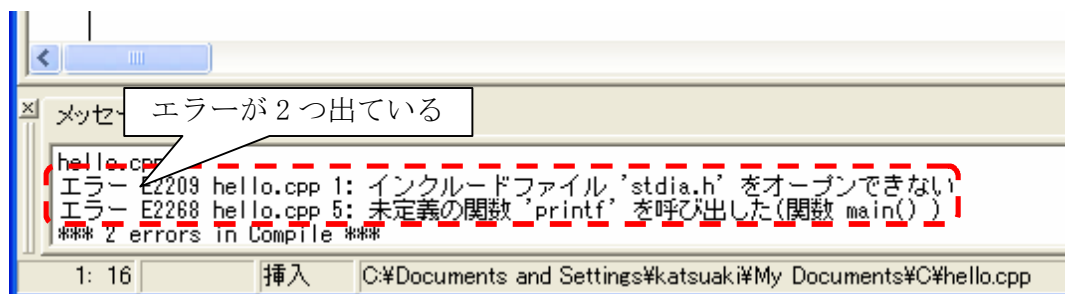 メッセー
エラーが２つ出ている
hello.cpp
エラー E2209 hello.cpp 1: インクルードファイル 'stdia.h' をオープンできない
エラー E2268 hello.cpp 5: 未定義の関数 'printf' を呼び出した(関数 main() )
*** 2 errors in Compile ***
1: 16 挿入 C:¥Documents and Settings¥katsuaki¥My Documents¥C¥hello.cpp